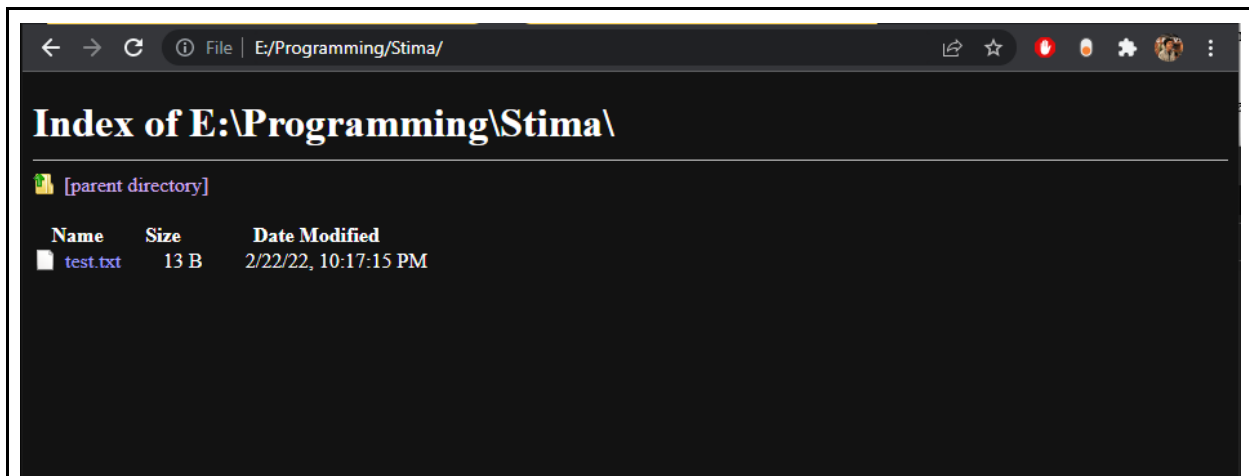 File | E:/Programming/Stima/
Index of E:\Programming\Stima\
[parent directory]
Name Size Date Modified
test.txt 13 B 2/22/22, 10:17:15 PM